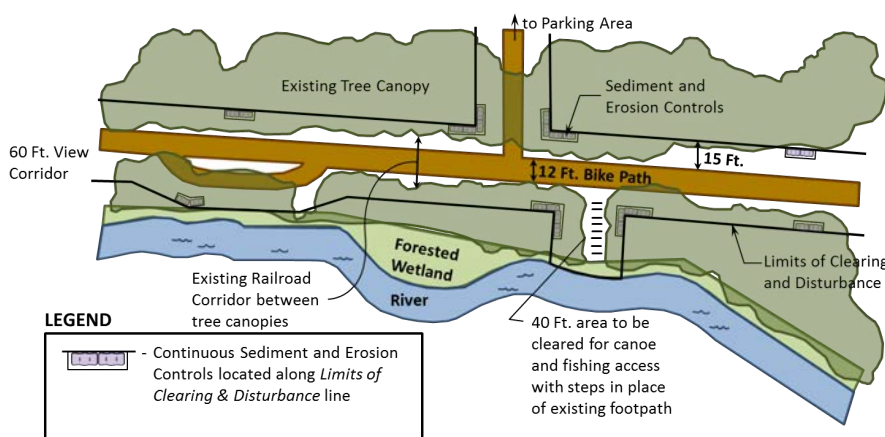 to Parking Area
Existing Tree Canopy
Sediment and
Erosion Controls
60 Ft. View
Corridor
15 Ft.
12 Ft. Bike Path
Forested
Wetland
River
Limits of Clearing
and Disturbance
Existing Railroad
Corridor between
tree canopies
40 Ft. area to be
cleared for canoe
and fishing access
with steps in place
of existing footpath
LEGEND
- Continuous Sediment and Erosion
Controls located along Limits of
Clearing & Disturbance line